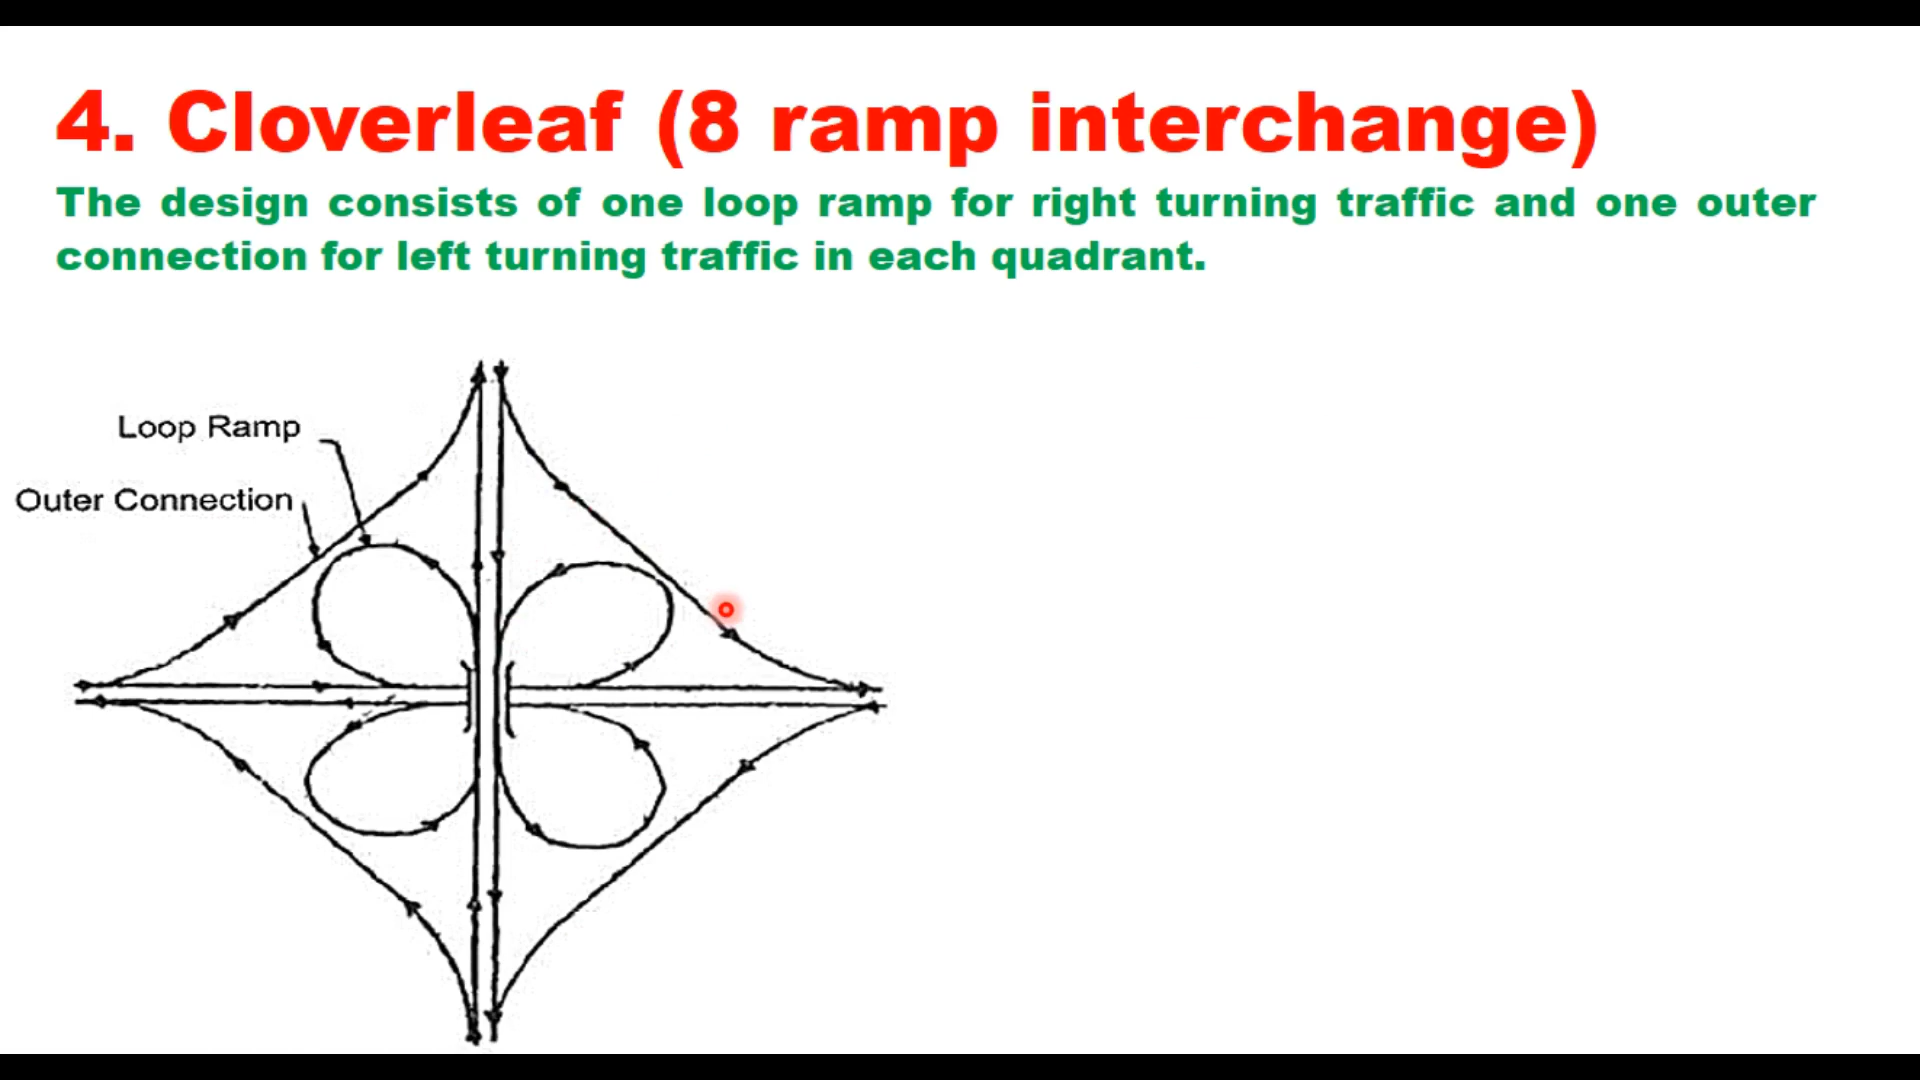 4. Cloverleaf (8 ramp interchange)
The design consists of one loop ramp for right turning traffic and one outer
connection for left turning traffic in each quadrant.
Loop Ramp
Outer Connection